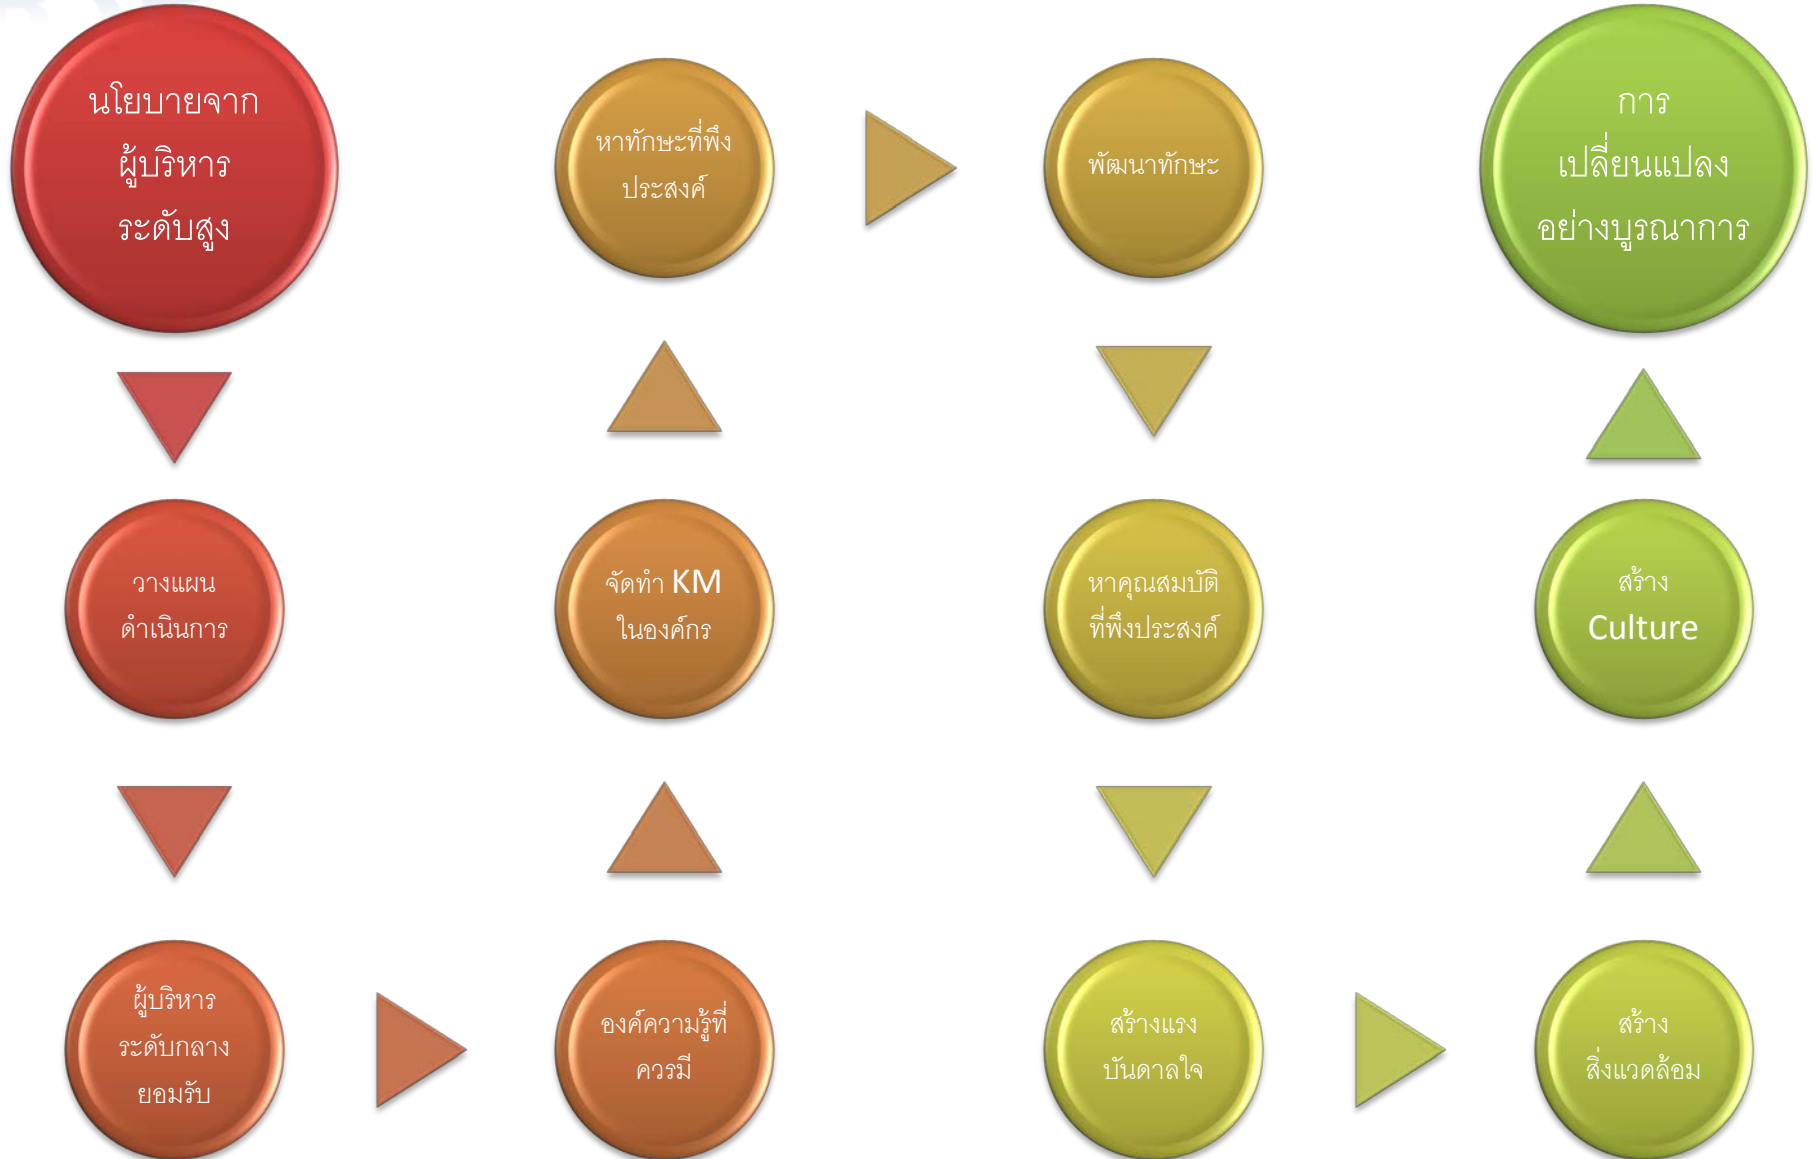 นโยบายจาก
ผู้บริหาร
ระดับสูง
วางแผน
ดำเนินการ
ผู้บริหาร
ระดับกลาง
ยอมรับ
องค์ความรู้ที่
ควรมี
จัดทำ KM
ในองค์กร
หาทักษะที่พึง
ประสงค์
พัฒนาทักษะ
หาคุณสมบัติ
ที่พึงประสงค์
สร้างแรง
บันดาลใจ
สร้าง
สิ่งแวดล้อม
สร้าง
Culture
การ
เปลี่ยนแปลง
อย่างบูรณาการ